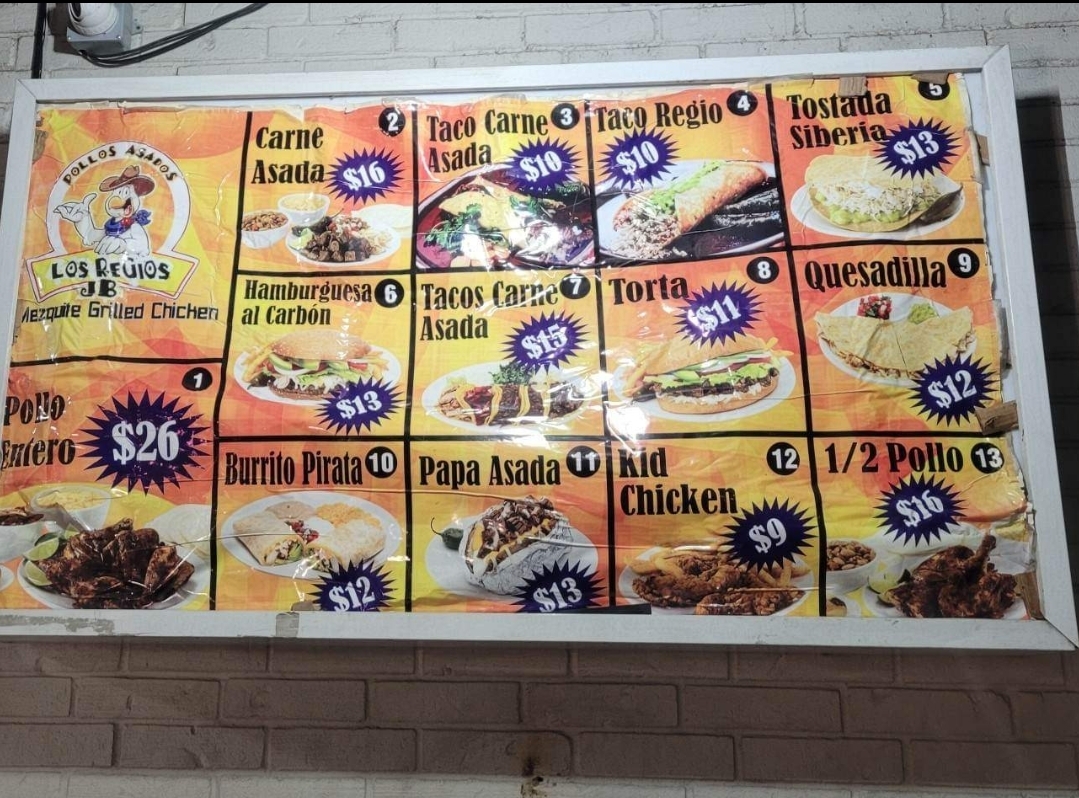 POLLOS ASADOS
LOS REGIOS
JB
Mezquite Grilled Chicken
1
Pollo
Entero
$26
2
Carne
Asada
$16
Taco Carne 3
Asada
$10
Taco Regio 4
$10
5
Tostada
Siberia
$13
Hamburguesa 6
al Carbón
$13
Tacos Carne 7
Asada
$15
8
Torta
$11
Quesadilla 9
$12
Burrito Pirata 10
$12
Papa Asada 11
$13
Kid 12
Chicken
$9
1/2 Pollo 13
$16